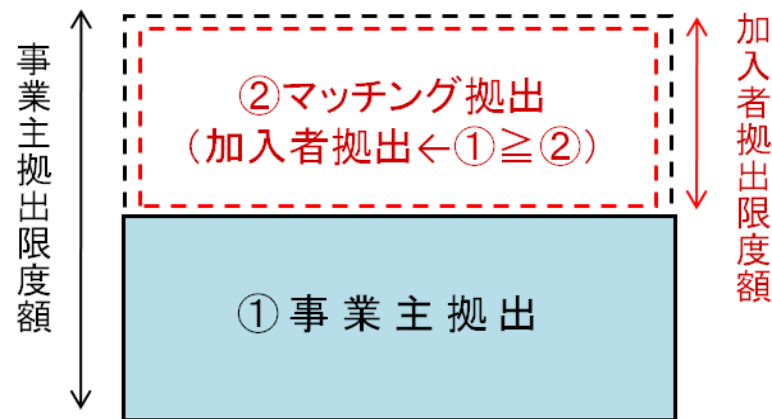 事業主拠出限度額
②マッチング拠出
（加入者拠出←①≧②）
①事業主拠出
加入者拠出限度額